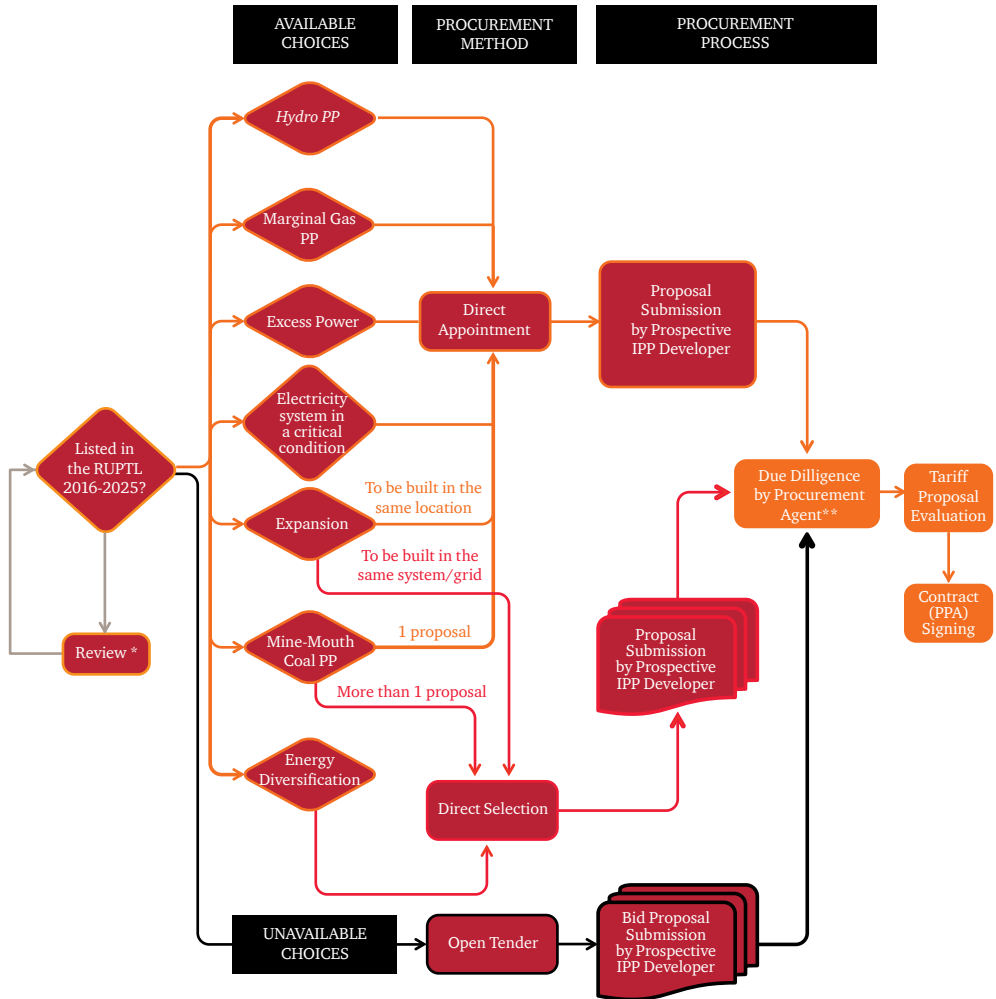 AVAILABLE
CHOICES
PROCUREMENT
METHOD
PROCUREMENT
PROCESS
Hydro PP
Marginal Gas
PP
Excess Power
Direct
Appointment
Proposal
Submission
by Prospective
IPP Developer
Electricity
system in
a critical
condition
Listed in
the RUPTL
2016-2025?
Review *
Expansion
To be built in the
same location
To be built in the
same system/grid
Due Dilligence
by Procurement
Agent**
Tariff
Proposal
Evaluation
Contract
(PPA)
Signing
Mine-Mouth
Coal PP
1 proposal
More than 1 proposal
Proposal
Submission
by Prospective
IPP Developer
Energy
Diversification
Direct Selection
UNAVAILABLE
CHOICES
Open Tender
Bid Proposal
Submission
by Prospective
IPP Developer